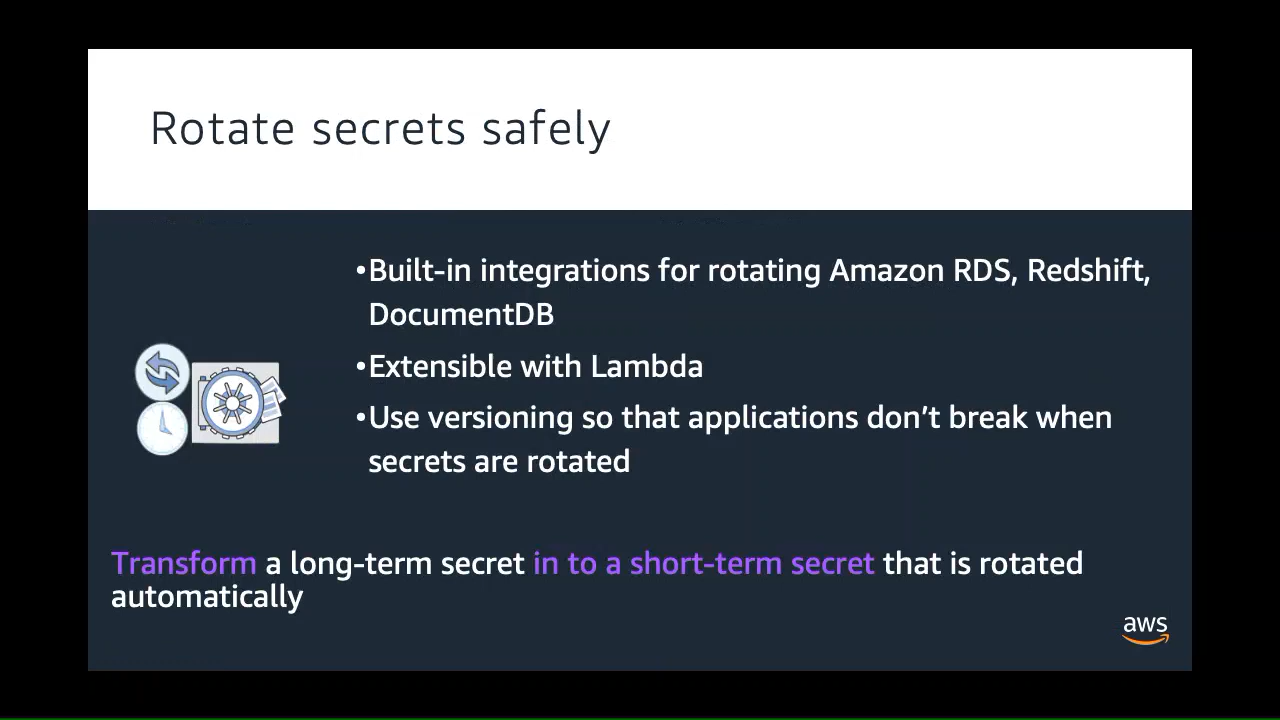 Rotate secrets safely
•Built-in integrations for rotating Amazon RDS, Redshift,
DocumentDB
•Extensible with Lambda
•Use versioning so that applications don’t break when
secrets are rotated
Transform a long-term secret in to a short-term secret that is rotated
automatically
aws